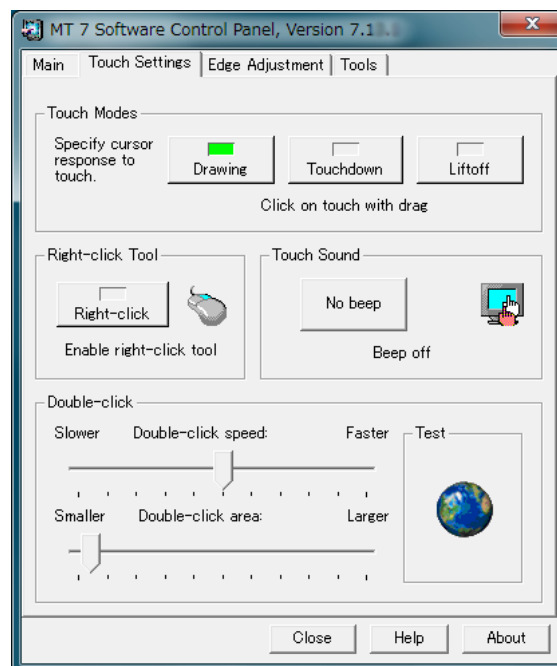 MT 7 Software Control Panel, Version 7.1
Main Touch Settings Edge Adjustment Tools
Touch Modes
Specify cursor
response to
touch.
Drawing Touchdown Liftoff
Click on touch with drag
Right-click Tool
Right-click
Enable right-click tool
Touch Sound
No beep
Beep off
Double-click
Slower Double-click speed: Faster
Smaller Double-click area: Larger
Test
Close Help About